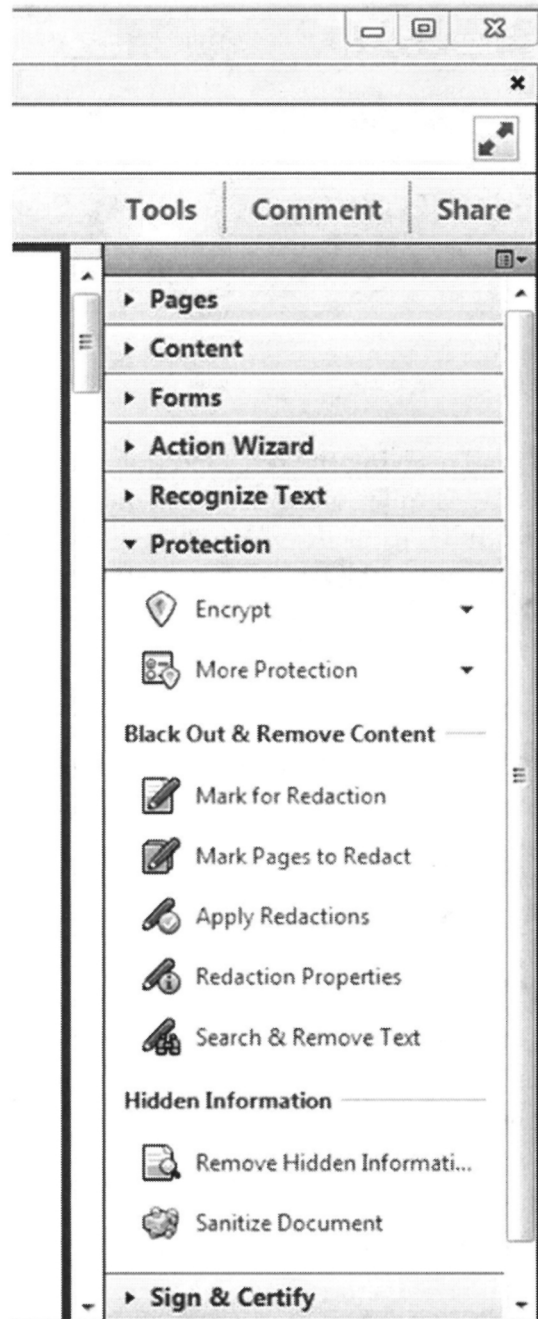 Tools Comment Share
Pages
Content
Forms
Action Wizard
Recognize Text
Protection
Encrypt
More Protection
Black Out & Remove Content
Mark for Redaction
Mark Pages to Redact
Apply Redactions
Redaction Properties
Search & Remove Text
Hidden Information
Remove Hidden Informati...
Sanitize Document
Sign & Certify